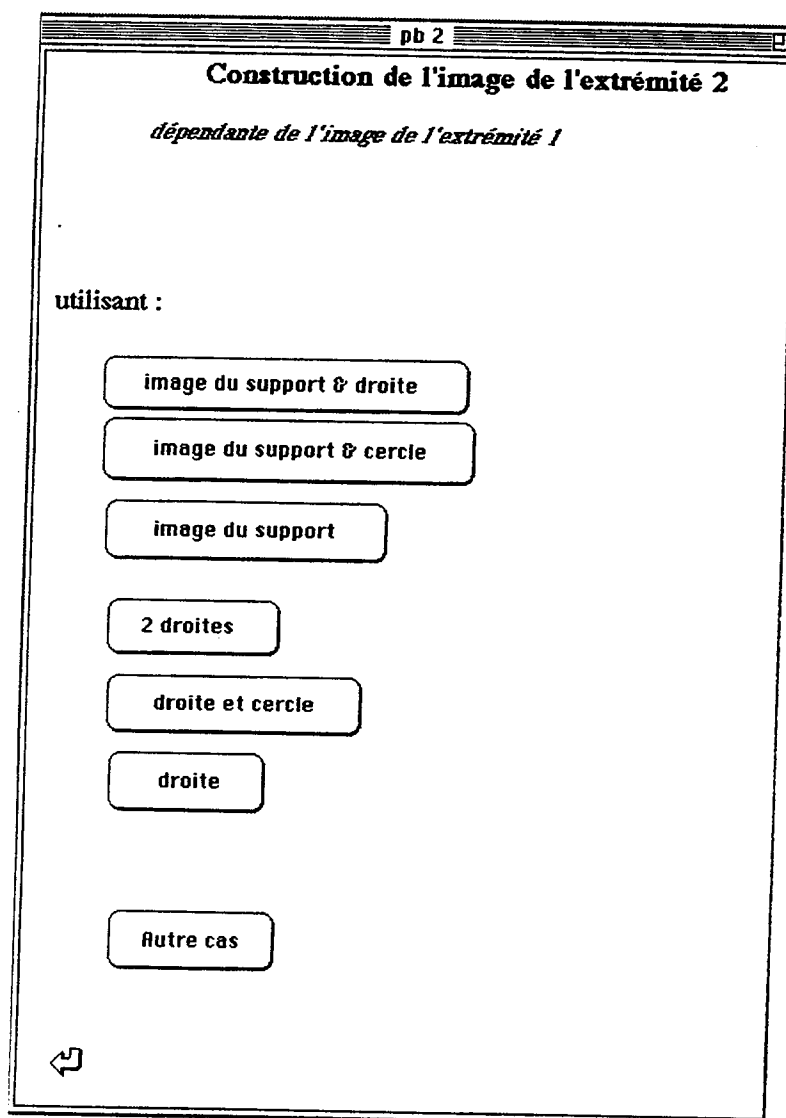 pb 2
Construction de l'image de l'extrémité 2
dépendante de l'image de l'extrémité 1
utilisant :
image du support & droite
image du support & cercle
image du support
2 droites
droite et cercle
droite
Autre cas